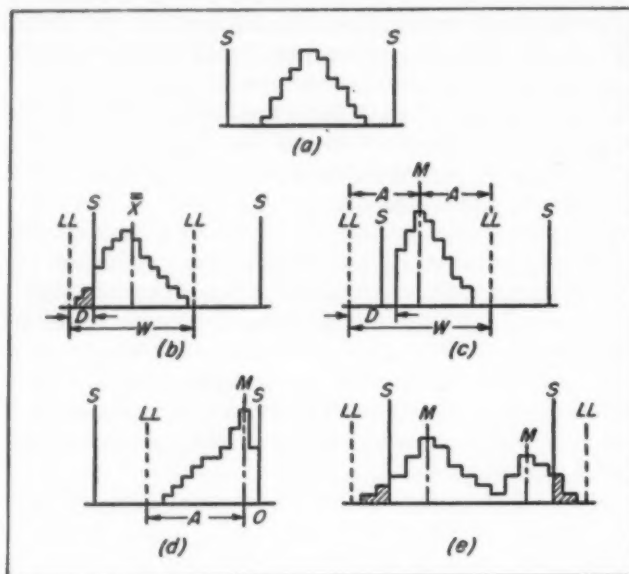 S S
(a)
LL S X̿ LL S
D W
(b)
M
A A
LL S LL S
D W
(c)
S LL M S
A O
(d)
LL S M M S LL
(e)